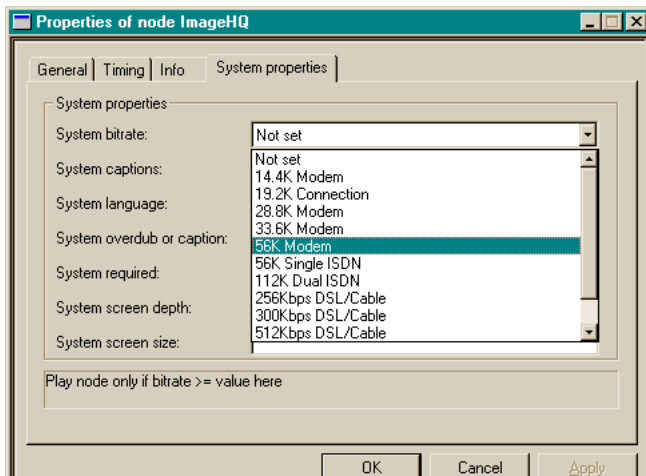 Properties of node ImageHQ
General Timing Info System properties
System properties
System bitrate: Not set
System captions:
System language:
System overdub or caption:
System required:
System screen depth:
System screen size:
Not set
14.4K Modem
19.2K Connection
28.8K Modem
33.6K Modem
56K Modem
56K Single ISDN
112K Dual ISDN
256Kbps DSL/Cable
300Kbps DSL/Cable
512Kbps DSL/Cable
Play node only if bitrate >= value here
OK Cancel Apply